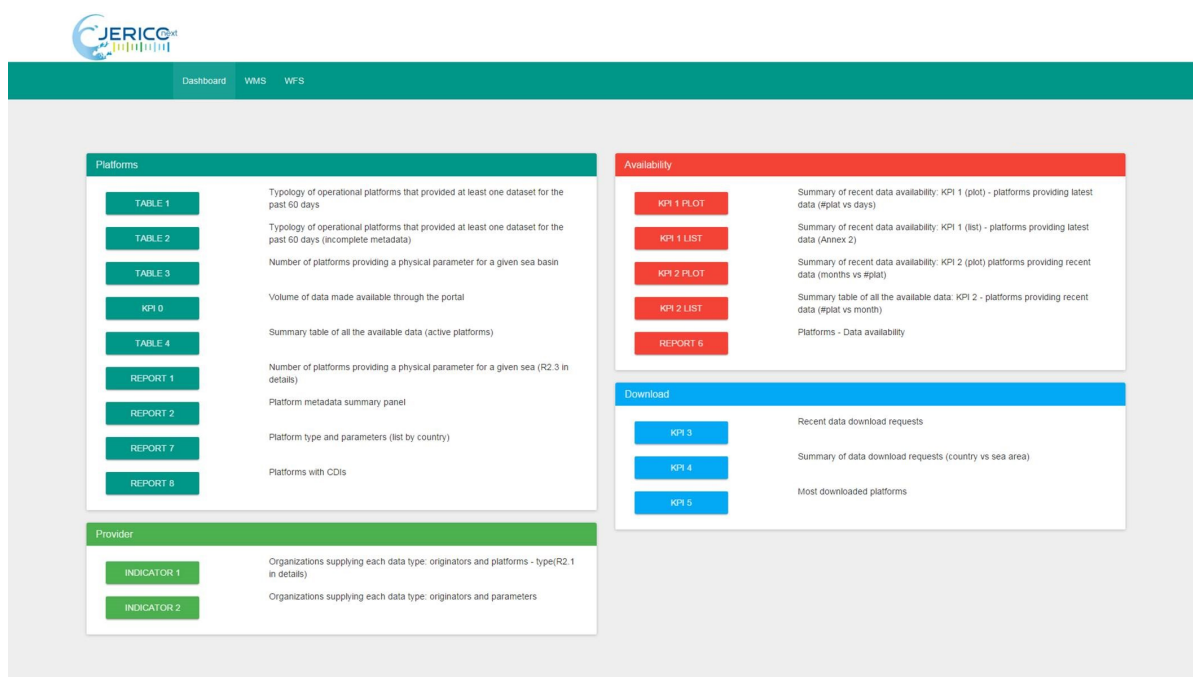 JERICO next
Dashboard WMS WFS
Platforms
TABLE 1
Typology of operational platforms that provided at least one dataset for the
past 60 days
TABLE 2
Typology of operational platforms that provided at least one dataset for the
past 60 days (incomplete metadata)
TABLE 3
Number of platforms providing a physical parameter for a given sea basin
KPI 0
Volume of data made available through the portal
TABLE 4
Summary table of all the available data (active platforms)
REPORT 1
Number of platforms providing a physical parameter for a given sea (R2.3 in
details)
REPORT 2
Platform metadata summary panel
REPORT 7
Platform type and parameters (list by country)
REPORT 8
Platforms with CDIs
Provider
INDICATOR 1
Organizations supplying each data type: originators and platforms - type(R2.1
in details)
INDICATOR 2
Organizations supplying each data type: originators and parameters
Availability
KPI 1 PLOT
Summary of recent data availability: KPI 1 (plot) - platforms providing latest
data (#plat vs days)
KPI 1 LIST
Summary of recent data availability: KPI 1 (list) - platforms providing latest
data (Annex 2)
KPI 2 PLOT
Summary of recent data availability: KPI 2 (plot) platforms providing recent
data (months vs #plat)
KPI 2 LIST
Summary table of all the available data: KPI 2 - platforms providing recent
data (#plat vs month)
REPORT 6
Platforms - Data availability
Download
KPI 3
Recent data download requests
KPI 4
Summary of data download requests (country vs sea area)
KPI 5
Most downloaded platforms